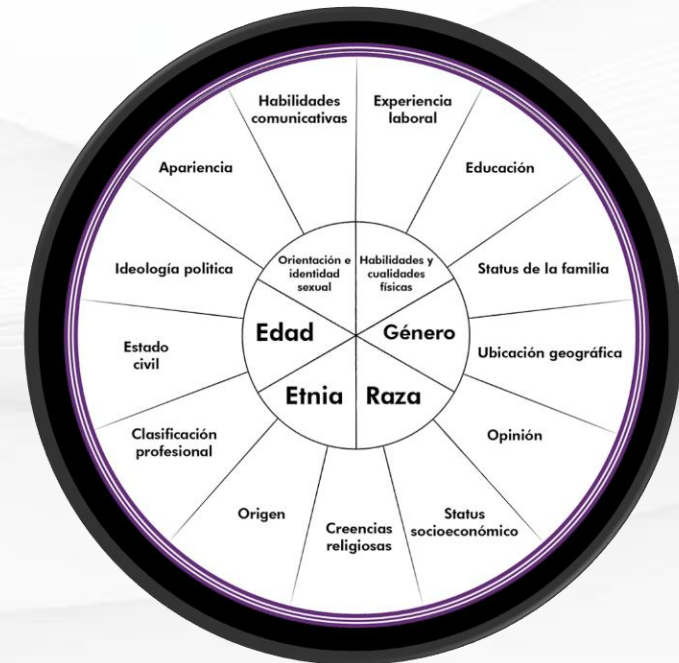 Habilidades
comunicativas
Experiencia
laboral
Educación
Status de la familia
Ubicación geográfica
Opinión
Status
socioeconómico
Creencias
religiosas
Origen
Clasificación
profesional
Estado
civil
Ideología politica
Apariencia
Orientación e
identidad
sexual
Habilidades y
cualidades
físicas
Género
Raza
Etnia
Edad